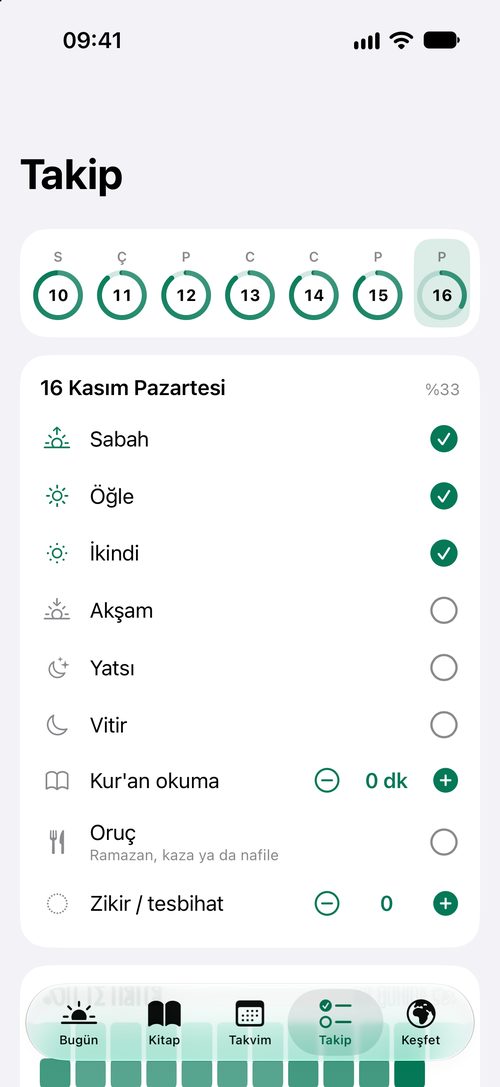 09:41
Takip
S Ç P C C P P
10 11 12 13 14 15 16
16 Kasım Pazartesi %33
Sabah
Öğle
İkindi
Akşam
Yatsı
Vitir
Kur'an okuma 0 dk
Oruç
Ramazan, kaza ya da nafile
Zikir / tesbihat 0
Bugün Kitap Takvim Takip Keşfet